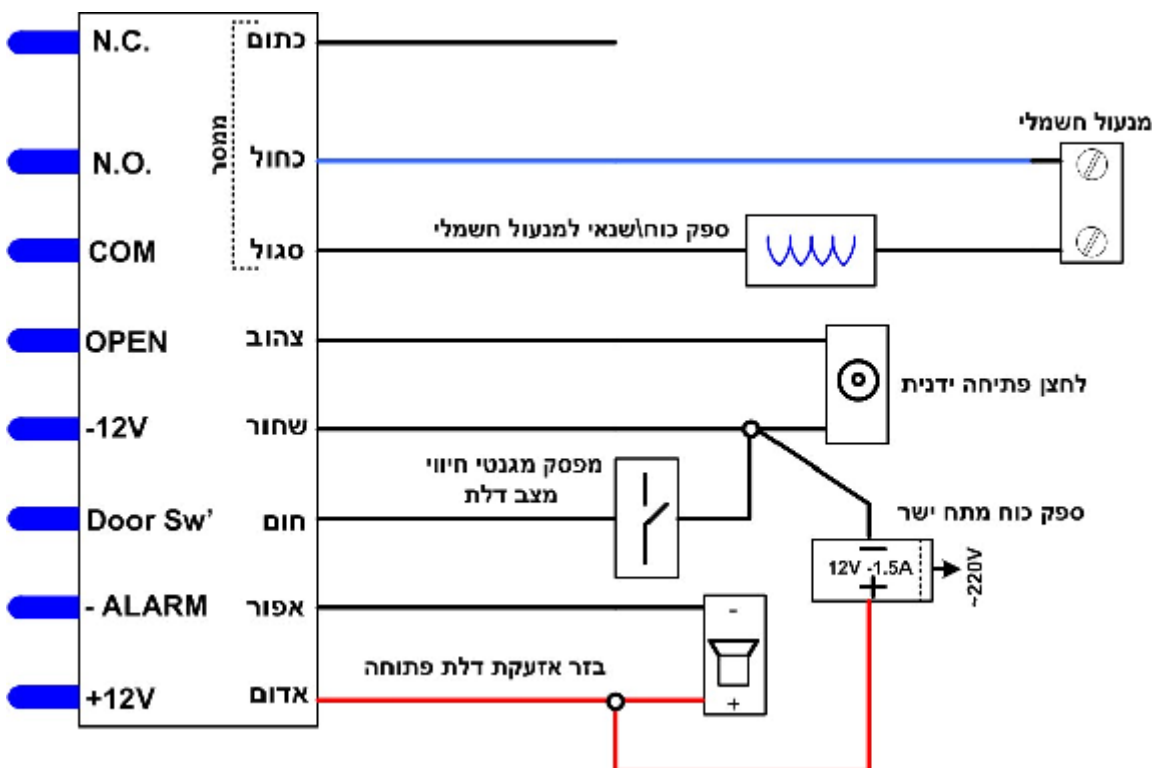 N.C. כתום
ממסר
מנעול חשמלי
N.O. כחול
ספק כוח\שנאי למנעול חשמלי
COM סגול
OPEN צהוב
לחצן פתיחה ידנית
-12V שחור
מפסק מגנטי חיווי
מצב דלת
Door Sw' חום
ספק כוח מתח ישר
12V -1.5A
~220V
- ALARM אפור
בזר אזעקת דלת פתוחה
+12V אדום